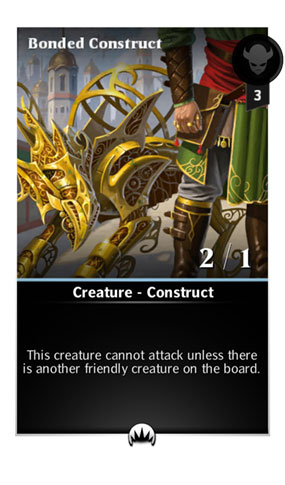 Bonded Construct
3
2 / 1
Creature - Construct
This creature cannot attack unless there
is another friendly creature on the board.